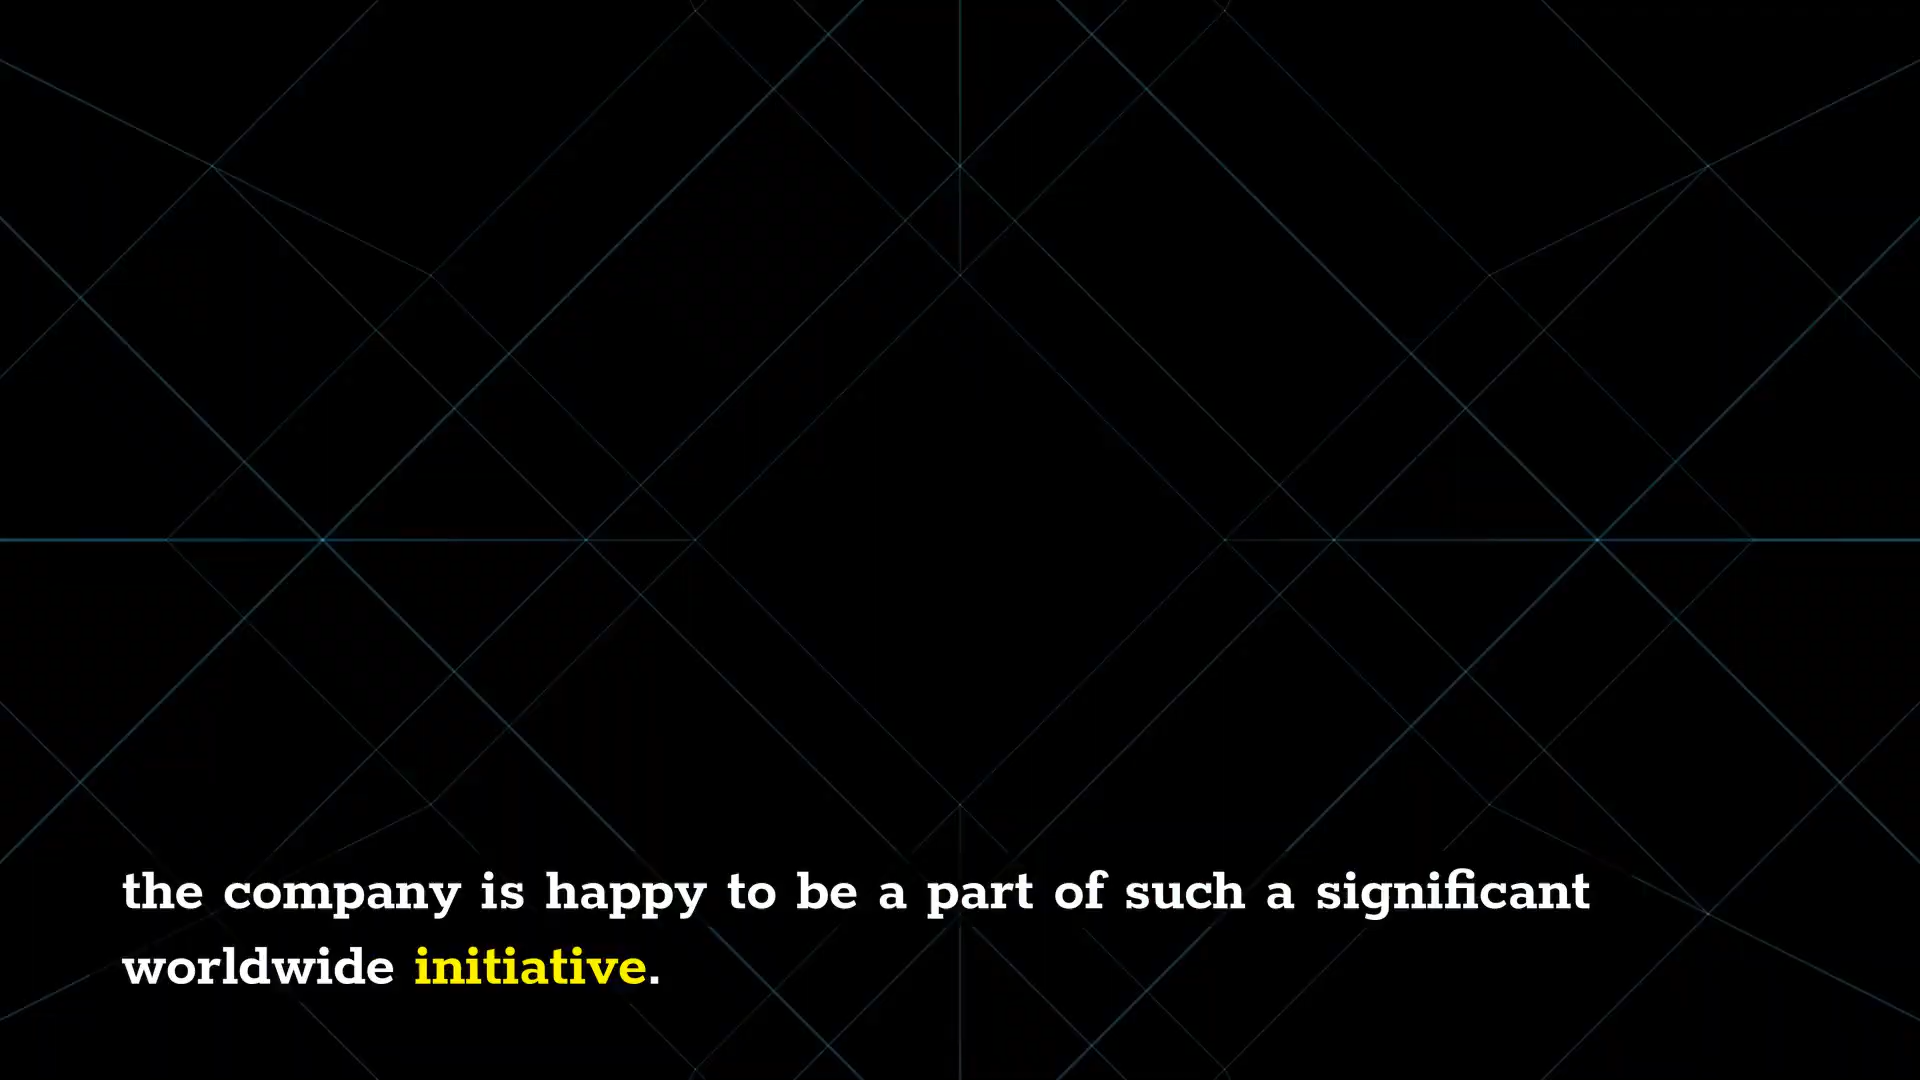 the company is happy to be a part of such a significant
worldwide initiative.